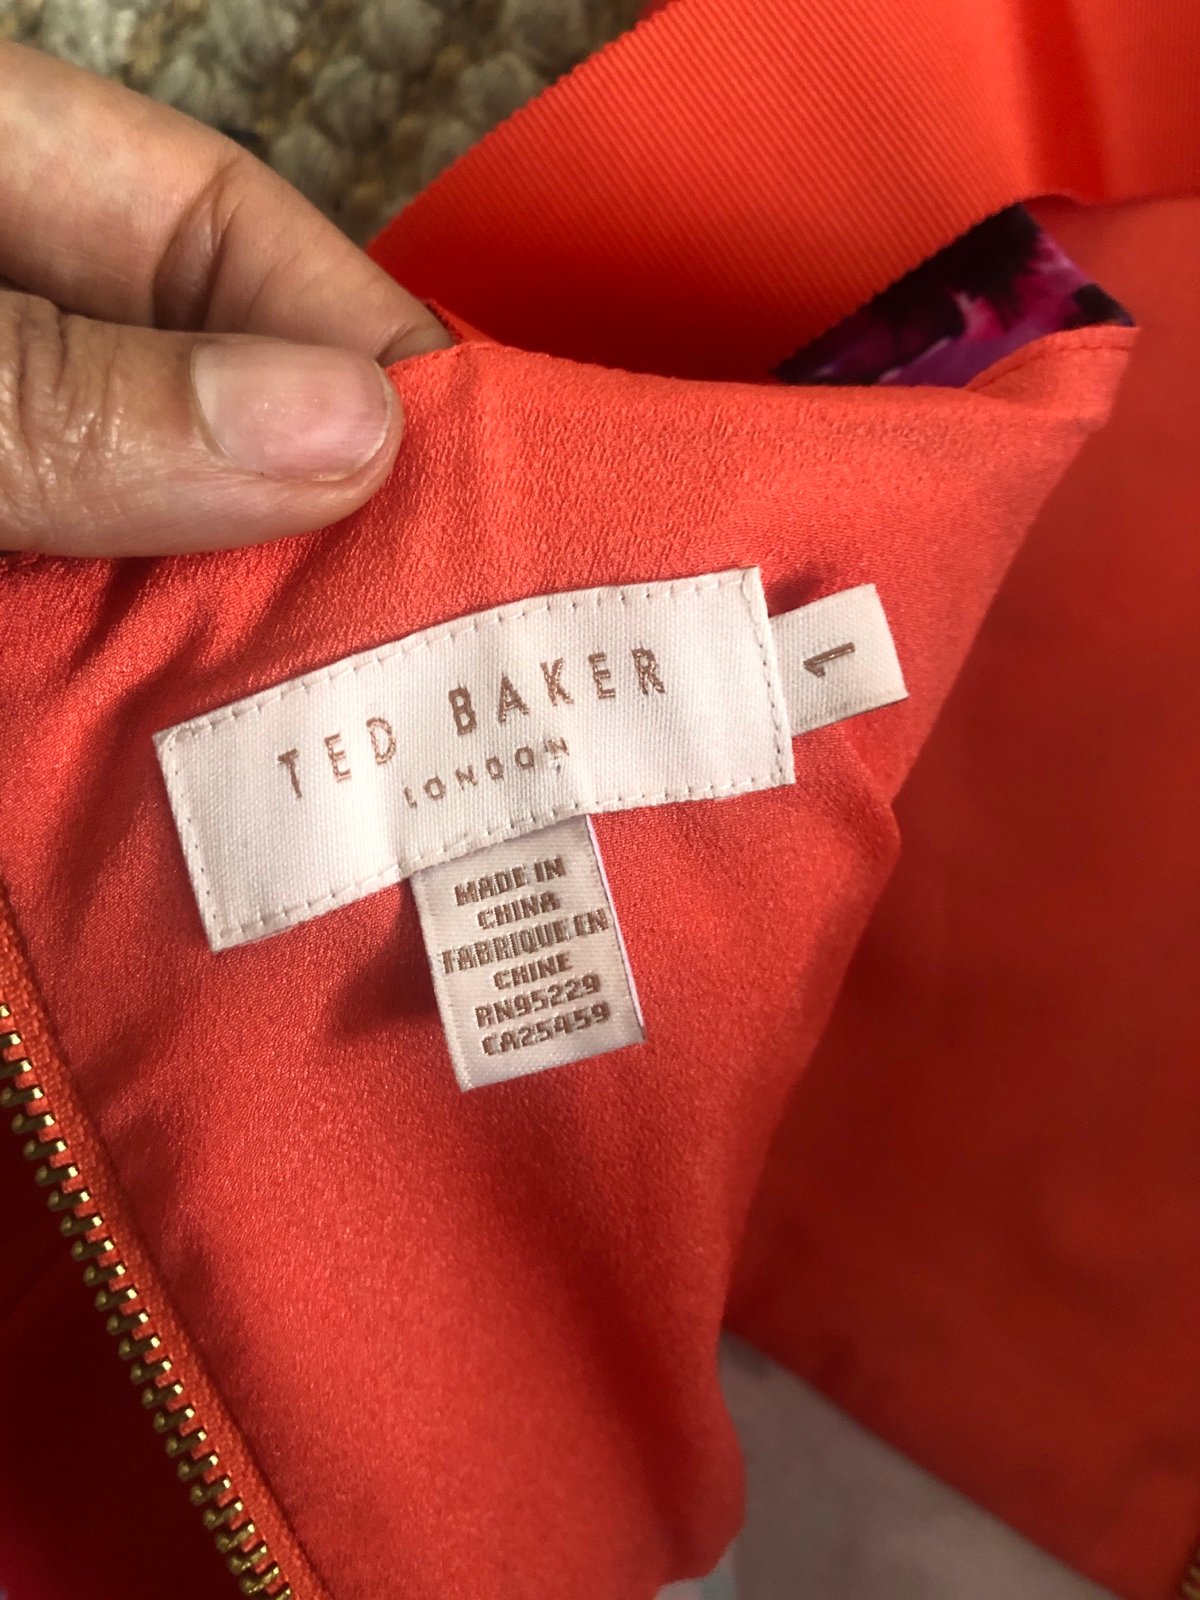 TED BAKER
LONDON
1
MADE IN
CHINA
FABRIQUE EN
CHINE
RN95229
CA25459